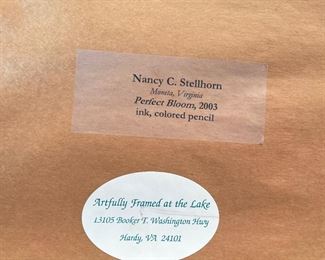 Nancy C. Stellhorn
Moneta, Virginia
Perfect Bloom, 2003
ink, colored pencil
Artfully Framed at the Lake
13105 Booker T. Washington Hwy
Hardy, VA 24101